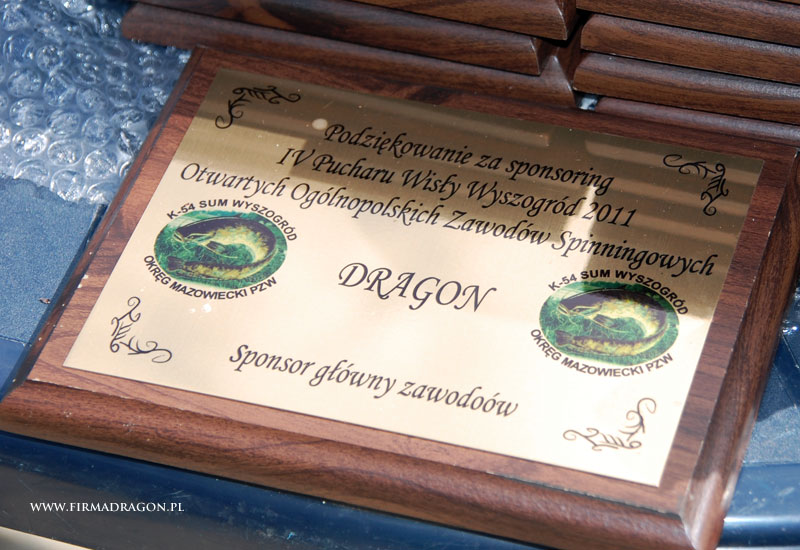 Podziękowanie za sponsoring
IV Pucharu Wisły Wyszogród 2011
Otwartych Ogólnopolskich Zawodów Spinningowych
K-54 SUM WYSZOGRÓD
OKRĘG MAZOWIECKI PZW
DRAGON
K-54 SUM WYSZOGRÓD
OKRĘG MAZOWIECKI PZW
Sponsor główny zawodoów
WWW.FIRMADRAGON.PL